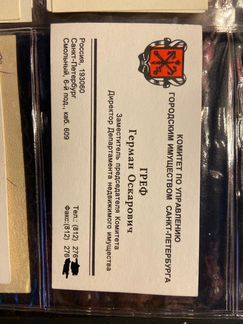 КОМИТЕТ ПО УПРАВЛЕНИЮ
ГОРОДСКИМ ИМУЩЕСТВОМ САНКТ-ПЕТЕРБУРГА
ГРЕФ
Герман Оскарович
Заместитель председателя Комитета
Директор Департамента недвижимого имущества
Россия, 193060
Санкт-Петербург
Смольный, 6-й под., каб. 609
Тел.: (812) 276
Факс:(812) 276